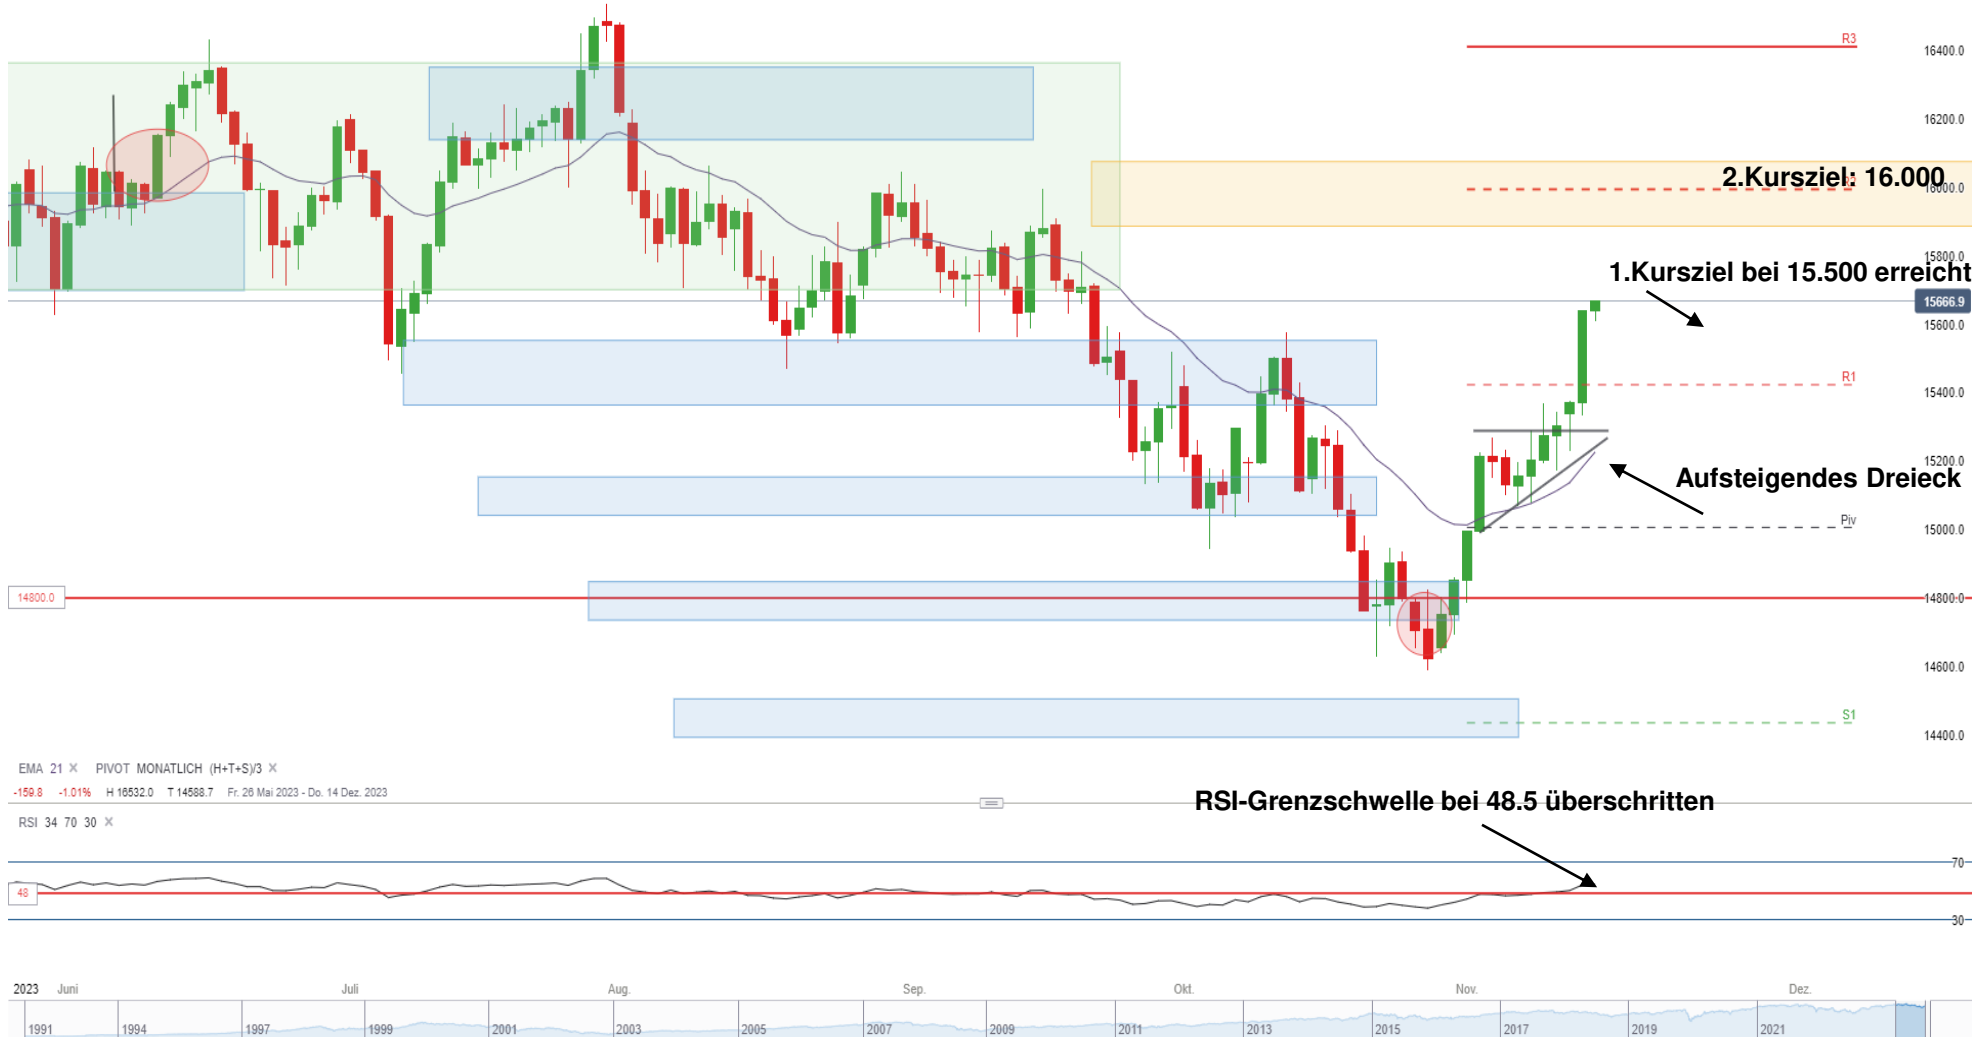 R3
16400.0
16200.0
2.Kursziel: 16.000
16000.0
15800.0
1.Kursziel bei 15.500 erreicht
15666.9
15600.0
R1
15400.0
15200.0
Aufsteigendes Dreieck
Piv
15000.0
14800.0
14800.0
14600.0
S1
14400.0
EMA 21 × PIVOT MONATLICH (H+T+S)/3 ×
-159.8 -1.01% H 16532.0 T 14588.7 Fr. 26 Mai 2023 - Do. 14 Dez. 2023
RSI-Grenzschwelle bei 48.5 überschritten
RSI 34 70 30 ×
70
48
30
2023 Juni Juli Aug. Sep. Okt. Nov. Dez.
1991 1994 1997 1999 2001 2003 2005 2007 2009 2011 2013 2015 2017 2019 2021